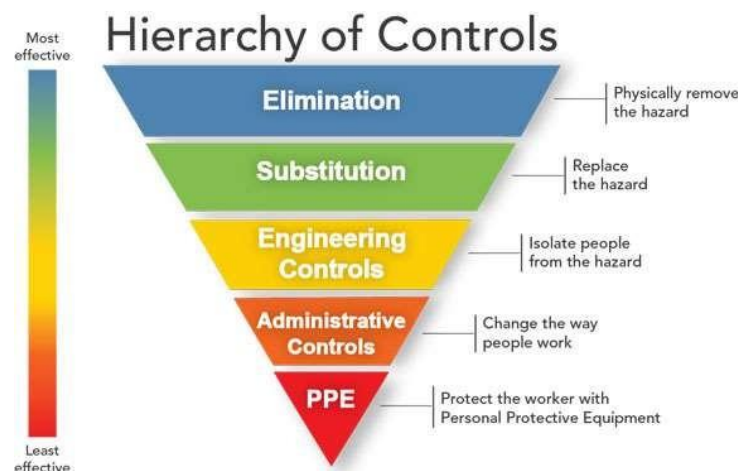 Hierarchy of Controls
Most
effective
Elimination
Physically remove
the hazard
Substitution
Replace
the hazard
Engineering
Controls
Isolate people
from the hazard
Administrative
Controls
Change the way
people work
PPE
Protect the worker with
Personal Protective Equipment
Least
effective